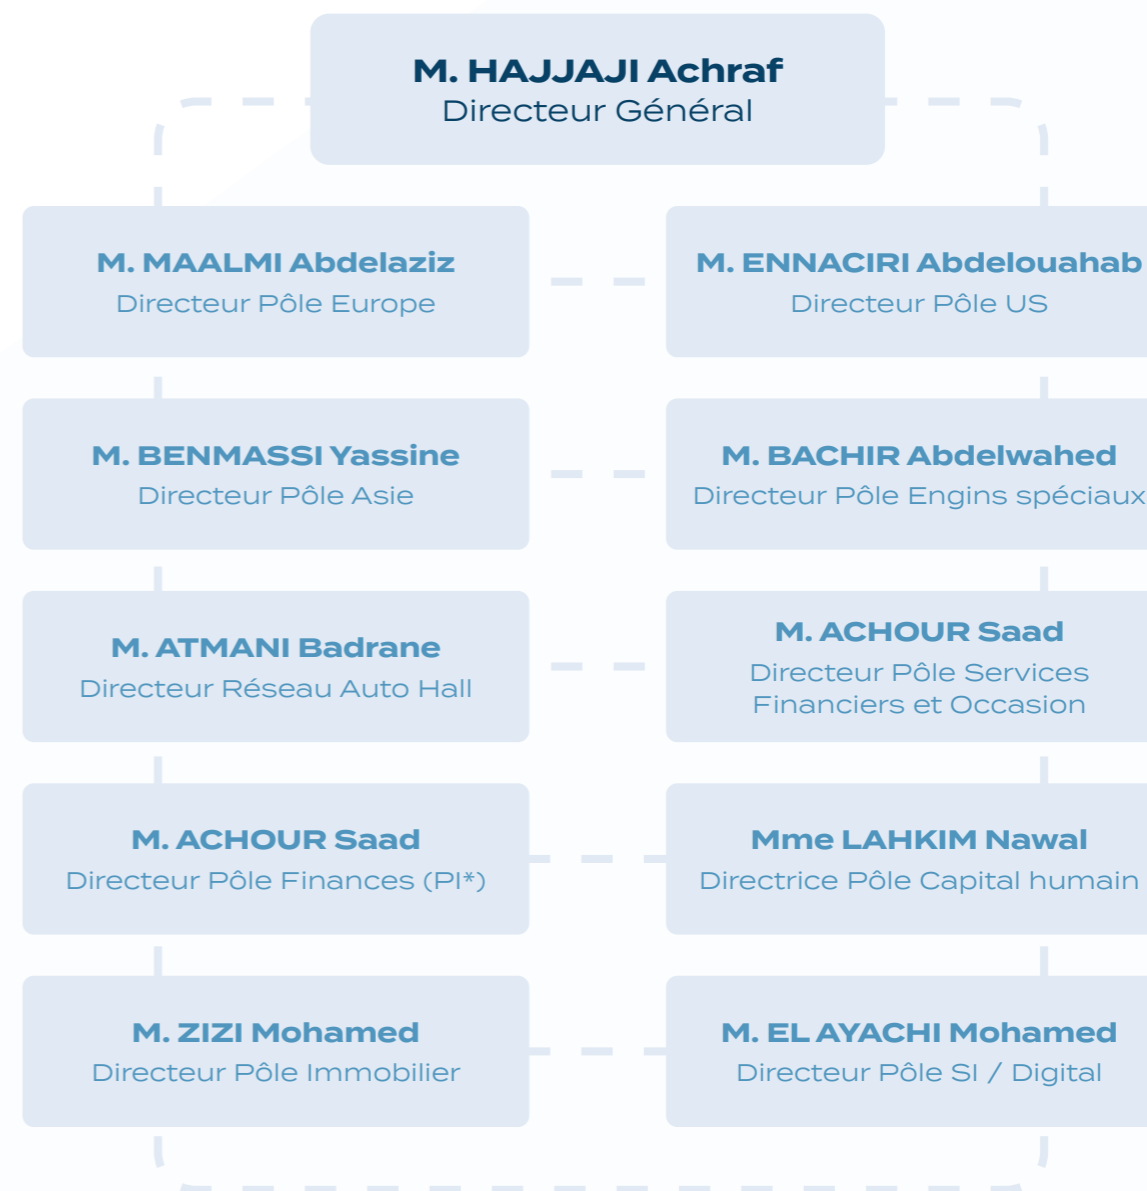 M. HAJJAJI Achraf
Directeur Général
M. MAALMI Abdelaziz
Directeur Pôle Europe
M. ENNACIRI Abdelouahab
Directeur Pôle US
M. BENMASSI Yassine
Directeur Pôle Asie
M. BACHIR Abdelwahed
Directeur Pôle Engins spéciaux
M. ATMANI Badrane
Directeur Réseau Auto Hall
M. ACHOUR Saad
Directeur Pôle Services
Financiers et Occasion
M. ACHOUR Saad
Directeur Pôle Finances (PI*)
Mme LAHKIM Nawal
Directrice Pôle Capital humain
M. ZIZI Mohamed
Directeur Pôle Immobilier
M. EL AYACHI Mohamed
Directeur Pôle SI / Digital